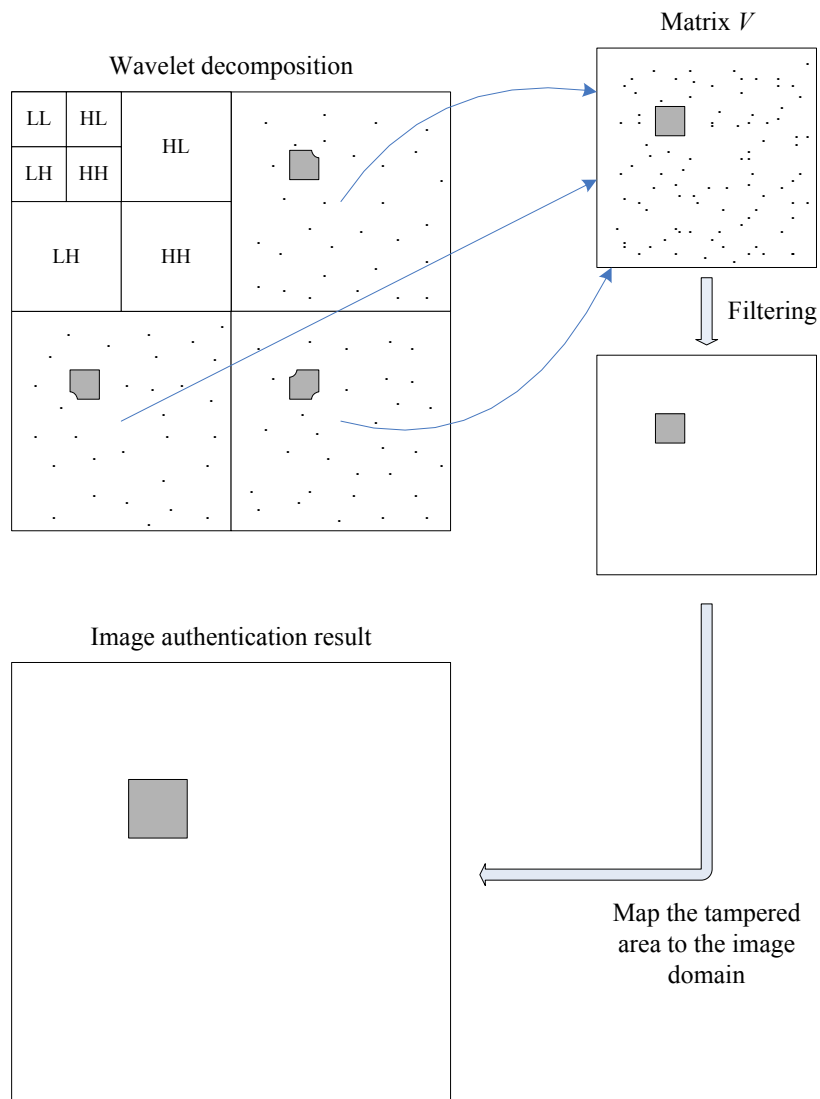 Matrix V
Wavelet decomposition
LL HL
HL
LH HH
LH HH
Filtering
Image authentication result
Map the tampered
area to the image
domain